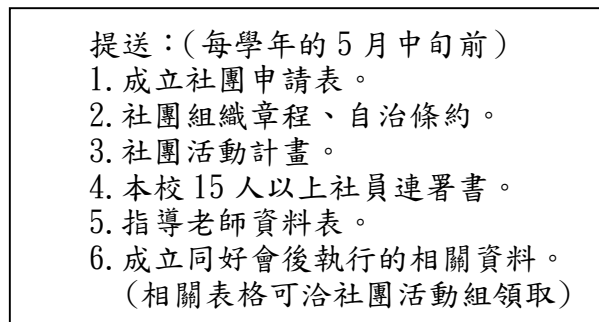 提送：(每學年的 5 月中旬前)
1.成立社團申請表。
2.社團組織章程、自治條約。
3.社團活動計畫。
4.本校 15 人以上社員連署書。
5.指導老師資料表。
6.成立同好會後執行的相關資料。
(相關表格可洽社團活動組領取)